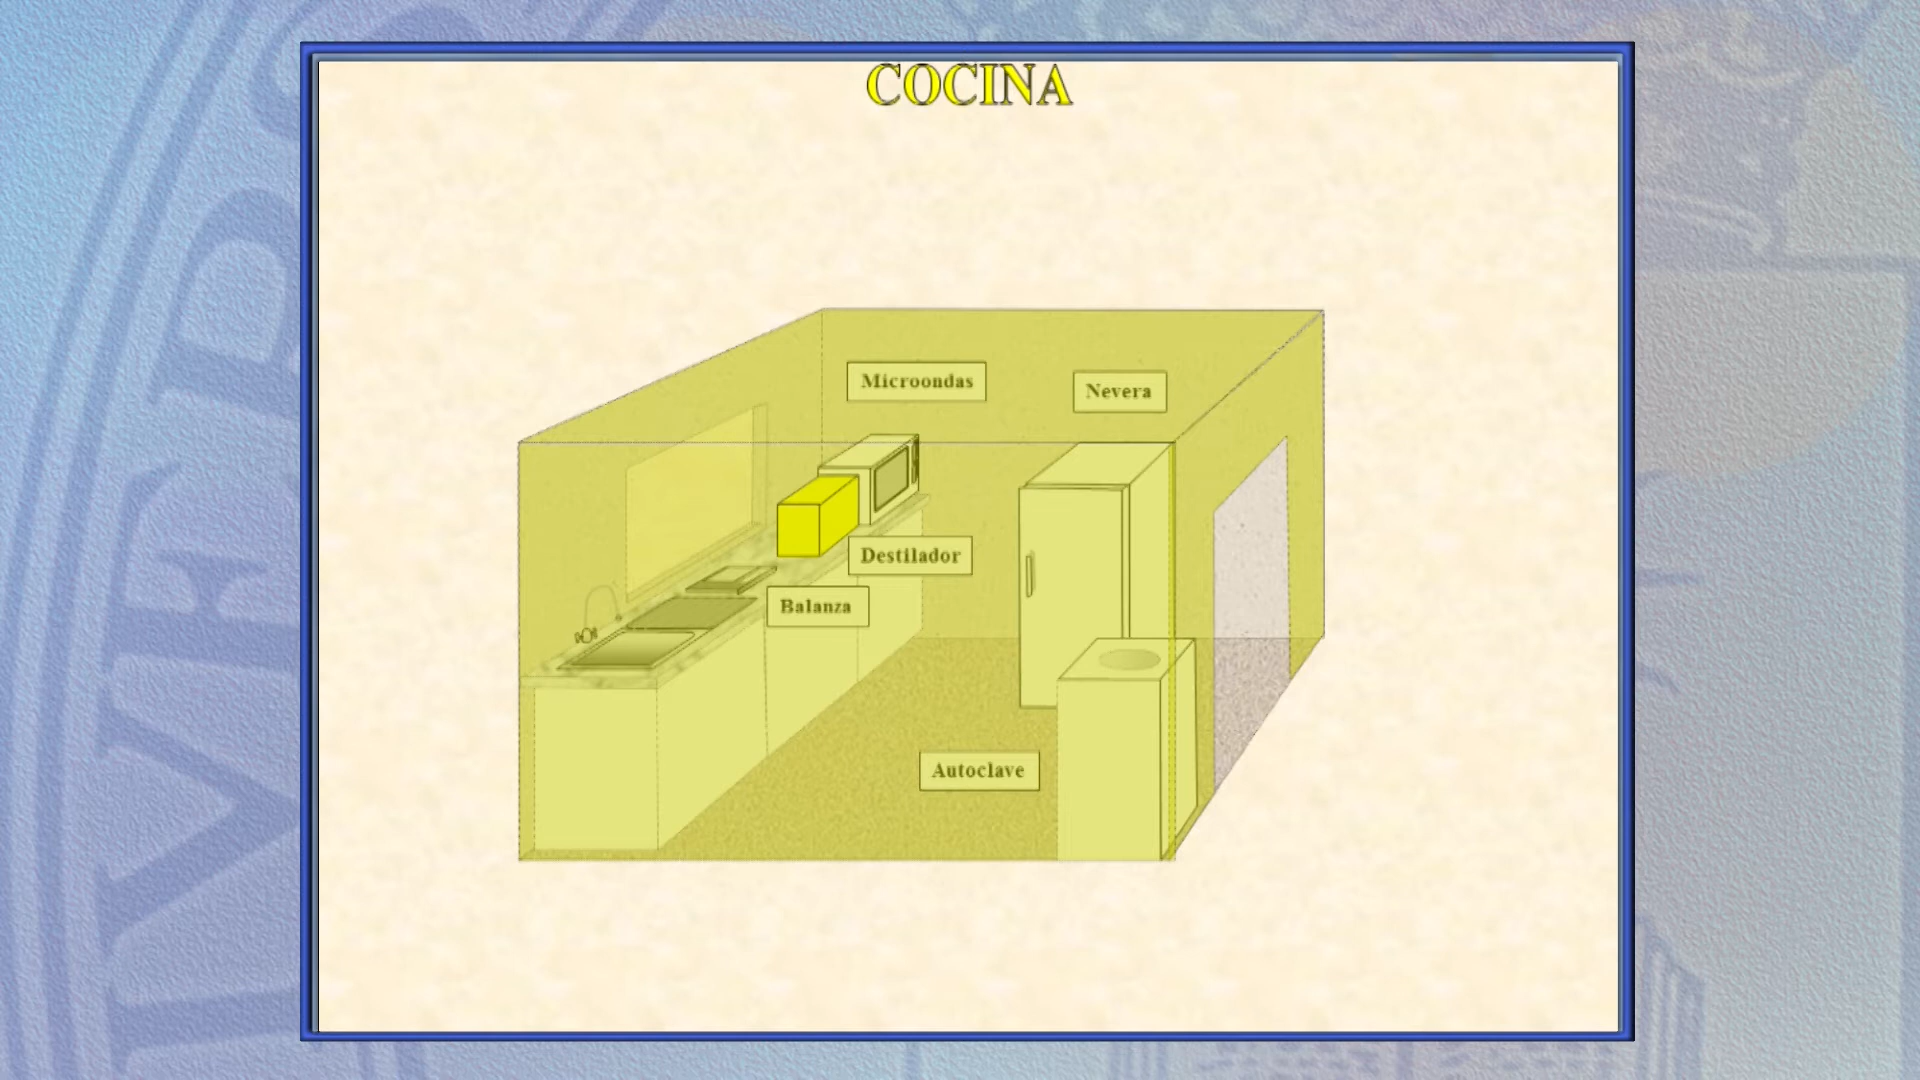 COCINA
Microondas
Nevera
Destilador
Balanza
Autoclave